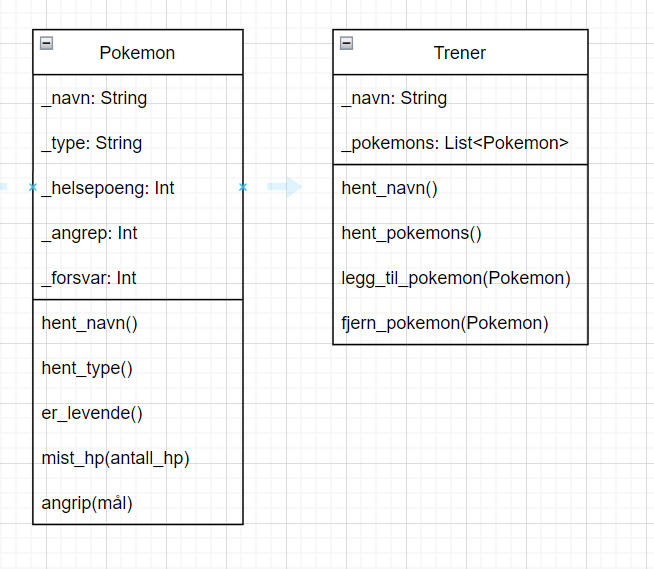 Pokemon
_navn: String
_type: String
_helsepoeng: Int
_angrep: Int
_forsvar: Int
hent_navn()
hent_type()
er_levende()
mist_hp(antall_hp)
angrip(mål)
Trener
_navn: String
_pokemons: List<Pokemon>
hent_navn()
hent_pokemons()
legg_til_pokemon(Pokemon)
fjern_pokemon(Pokemon)